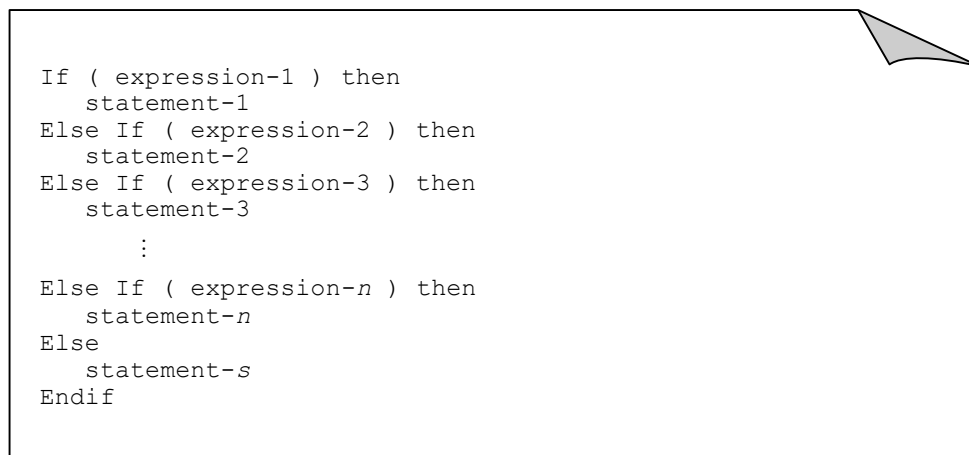 If ( expression-1 ) then
   statement-1
Else If ( expression-2 ) then
   statement-2
Else If ( expression-3 ) then
   statement-3
⋮
Else If ( expression-n ) then
   statement-n
Else
   statement-s
Endif